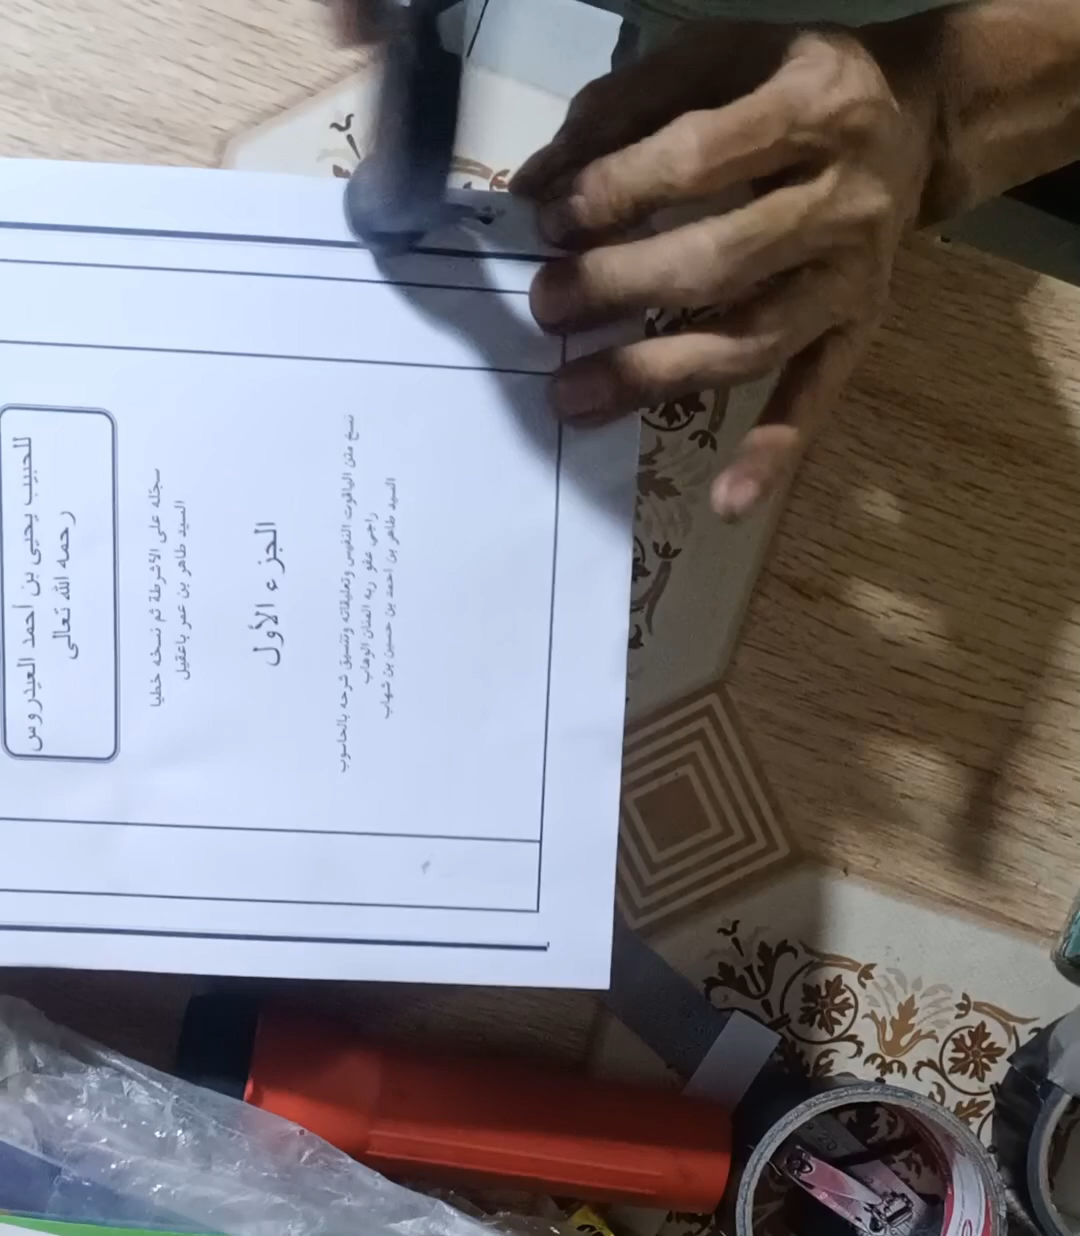 للحبيب يحيى بن أحمد العيدروس
رحمه الله تعالى
سجّله على الأشرطة ثم نسخه خطيا
السيد طاهر بن عمر باعقيل
الجزء الأول
نسخ متن الياقوت النفيس وتعليقاته وتنسيق شرحه بالحاسوب
راجي عفو ربه المنان الوهاب
السيد طاهر بن أحمد بن حسين بن شهاب